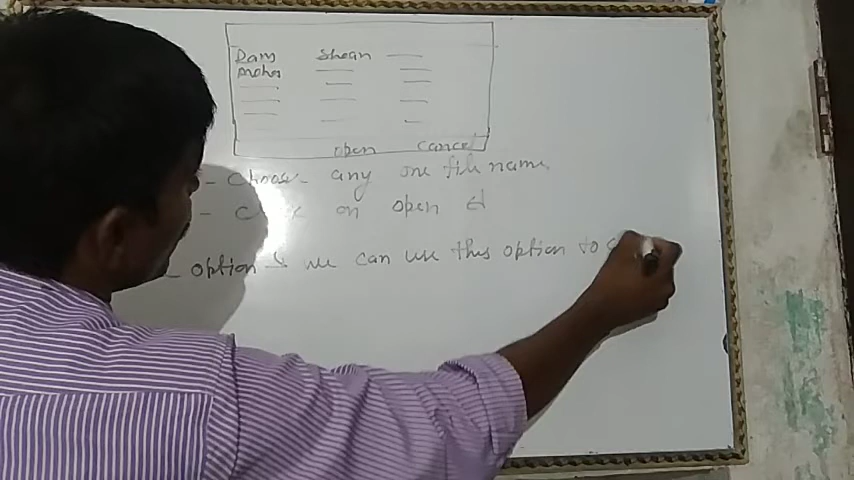 Ram Shean
Mohan
open cancel
- choose any one file name
- click on open
- option → we can use this option to